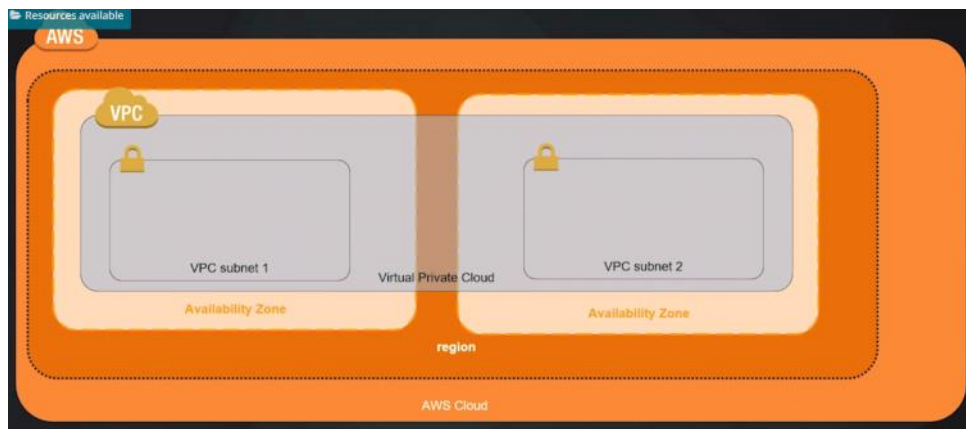 Resources available
AWS
VPC
VPC subnet 1
VPC subnet 2
Virtual Private Cloud
Availability Zone
Availability Zone
region
AWS Cloud